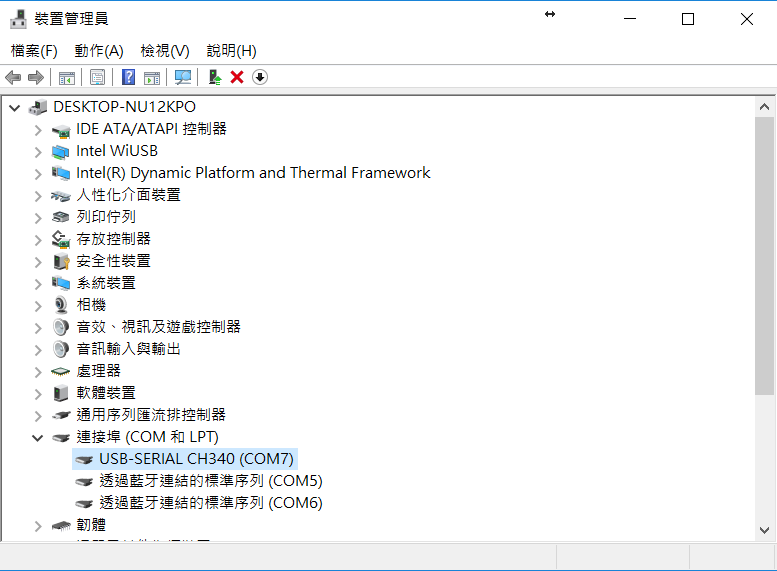 裝置管理員
檔案(F) 動作(A) 檢視(V) 說明(H)
DESKTOP-NU12KPO
IDE ATA/ATAPI 控制器
Intel WiUSB
Intel(R) Dynamic Platform and Thermal Framework
人性化介面裝置
列印佇列
存放控制器
安全性裝置
系統裝置
相機
音效、視訊及遊戲控制器
音訊輸入與輸出
處理器
軟體裝置
通用序列匯流排控制器
連接埠 (COM 和 LPT)
USB-SERIAL CH340 (COM7)
透過藍牙連結的標準序列 (COM5)
透過藍牙連結的標準序列 (COM6)
韌體